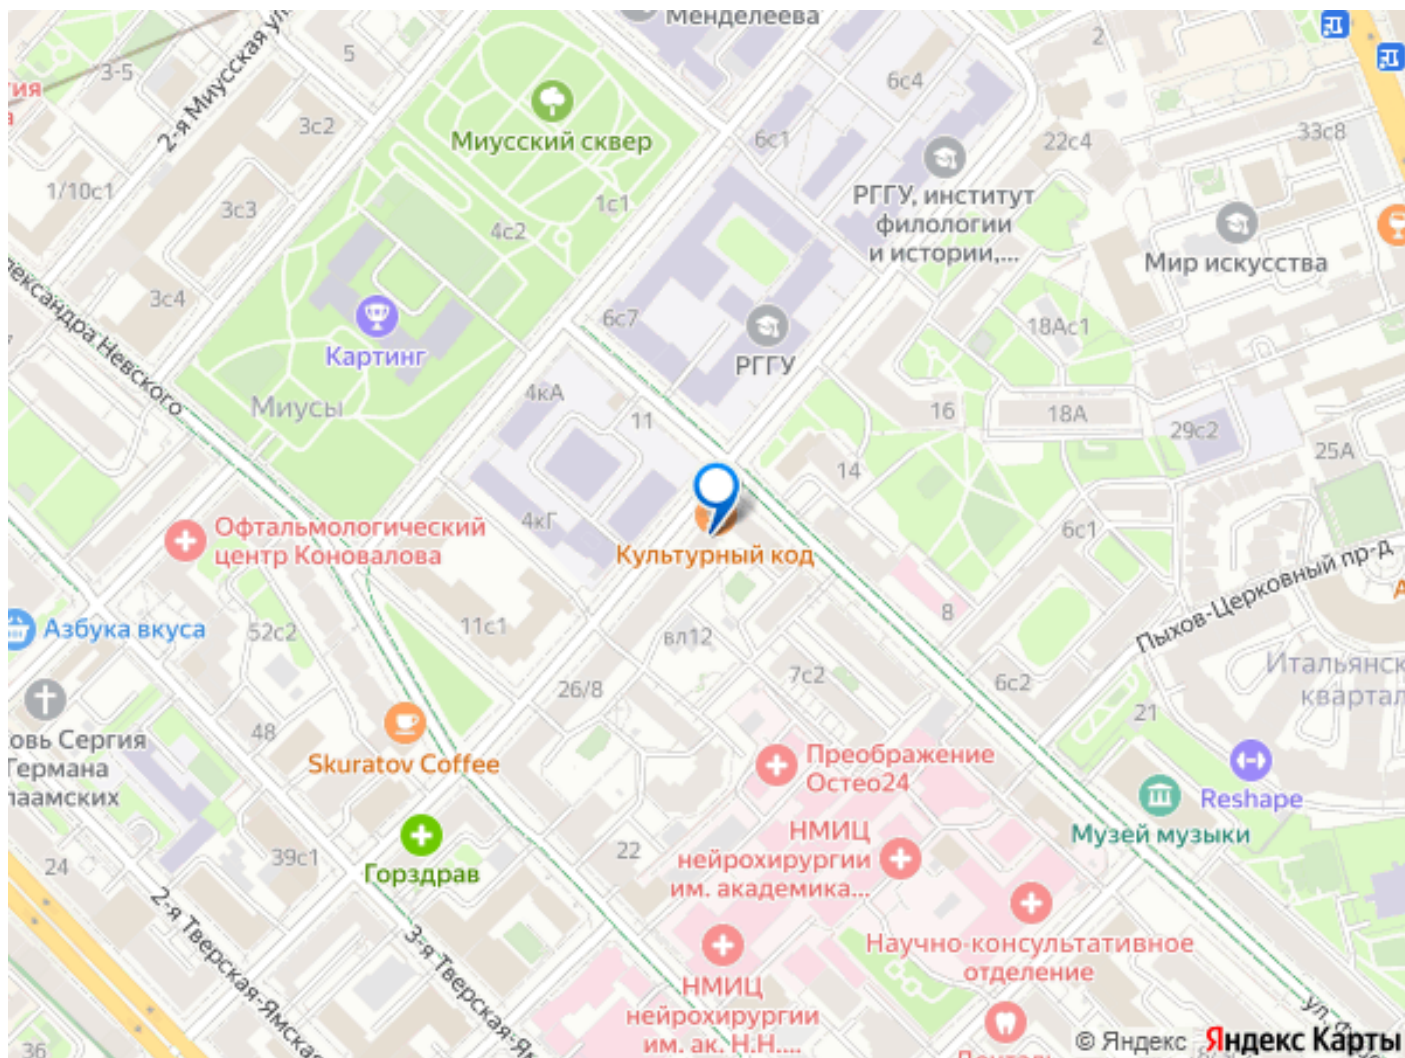 Менделеева
2-я Миусская ул
5
3-5
3с2
1/10с1
3с3
3с4
Миусский сквер
1с1
4с2
6с1
6с4
2
22с4
33с8
РГГУ, институт
филологии
и истории,...
Мир искусства
Картинг
Миусы
6с7
РГГУ
4кА
11
16
18Ас1
18А
29с2
25А
14
4кГ
Офтальмологический
центр Коновалова
Культурный код
6с1
Пыхов-Церковный пр-д
8
Азбука вкуса
52с2
11с1
вл12
7с2
6с2
26/8
21
Итальянск
квартал
48
овь Сергия
Германа
лаамских
Skuratov Coffee
Преображение
Остео24
Reshape
Музей музыки
НМИЦ
нейрохирургии
им. академика...
Горздрав
22
24
39с1
2-я Тверская-Ямская
3-я Тверская-Ям
Научно-консультативное
отделение
НМИЦ
нейрохирургии
им. ак. Н.Н....
36
© Яндекс Яндекс Карты